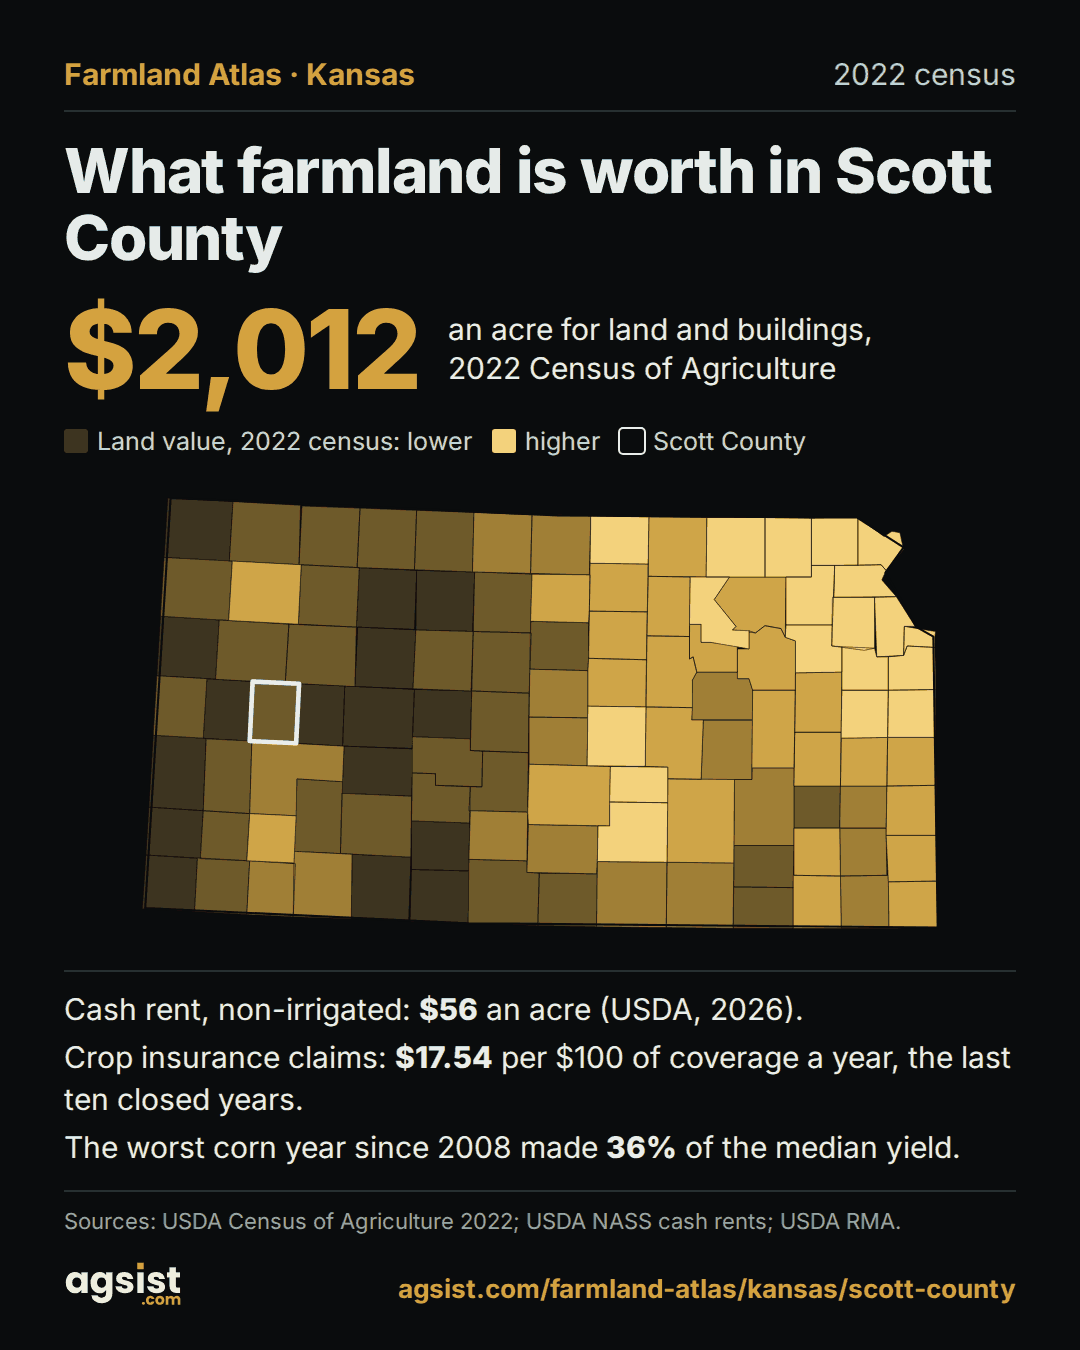 Farmland Atlas · Kansas
2022 census
What farmland is worth in Scott
County
$2,012
an acre for land and buildings,
2022 Census of Agriculture
Land value, 2022 census: lower
higher
Scott County
Cash rent, non-irrigated: $56 an acre (USDA, 2026).
Crop insurance claims: $17.54 per $100 of coverage a year, the last
ten closed years.
The worst corn year since 2008 made 36% of the median yield.
Sources: USDA Census of Agriculture 2022; USDA NASS cash rents; USDA RMA.
agsist
.com
agsist.com/farmland-atlas/kansas/scott-county